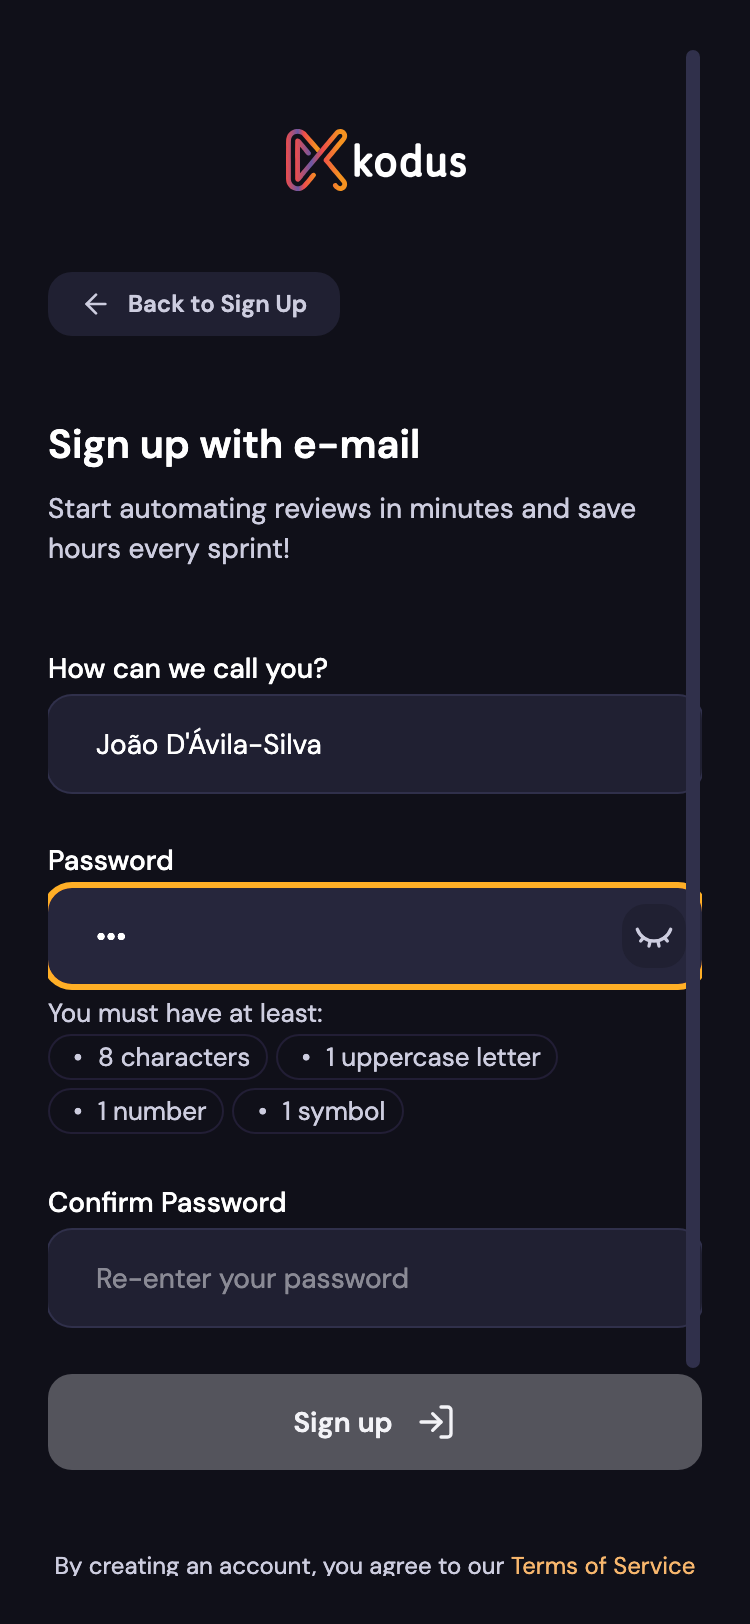 kodus
Back to Sign Up
Sign up with e-mail
Start automating reviews in minutes and save
hours every sprint!
How can we call you?
João D'Ávila-Silva
Password
•••
You must have at least:
• 8 characters • 1 uppercase letter
• 1 number • 1 symbol
Confirm Password
Re-enter your password
Sign up
By creating an account, you agree to our Terms of Service